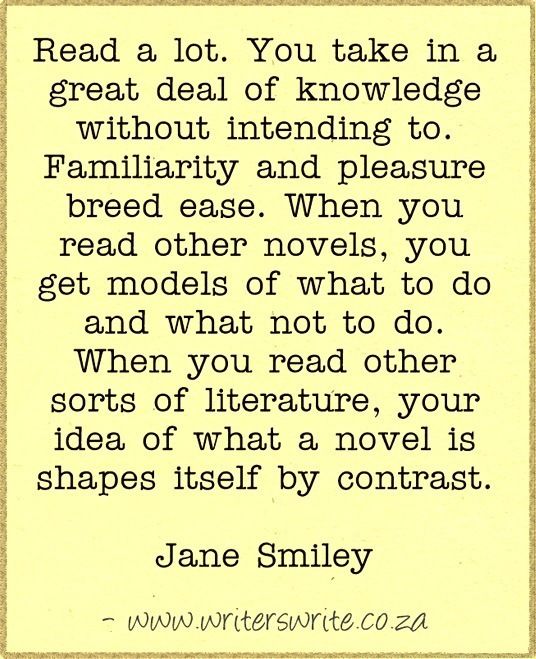 Read a lot. You take in a
great deal of knowledge
without intending to.
Familiarity and pleasure
breed ease. When you
read other novels, you
get models of what to do
and what not to do.
When you read other
sorts of literature, your
idea of what a novel is
shapes itself by contrast.
Jane Smiley
- www.writerswrite.co.za